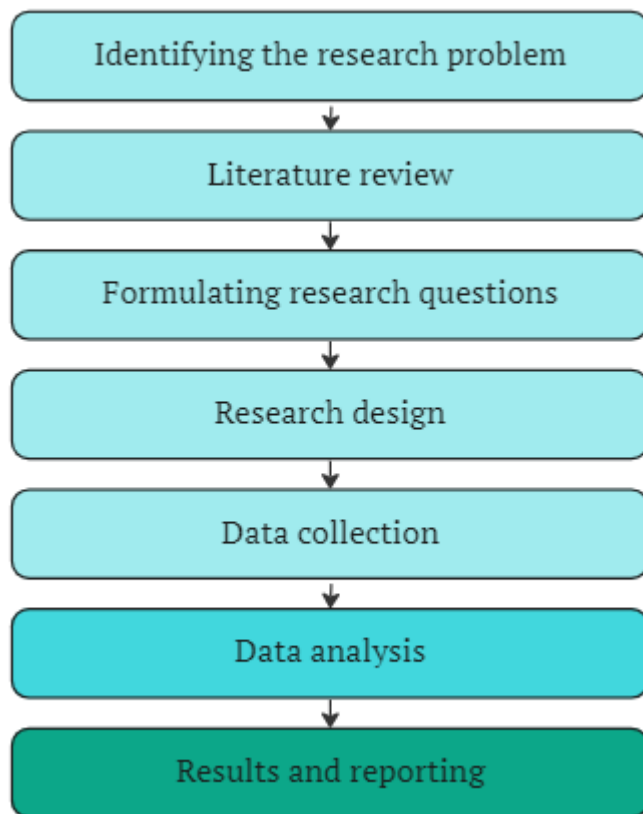 Identifying the research problem
Literature review
Formulating research questions
Research design
Data collection
Data analysis
Results and reporting